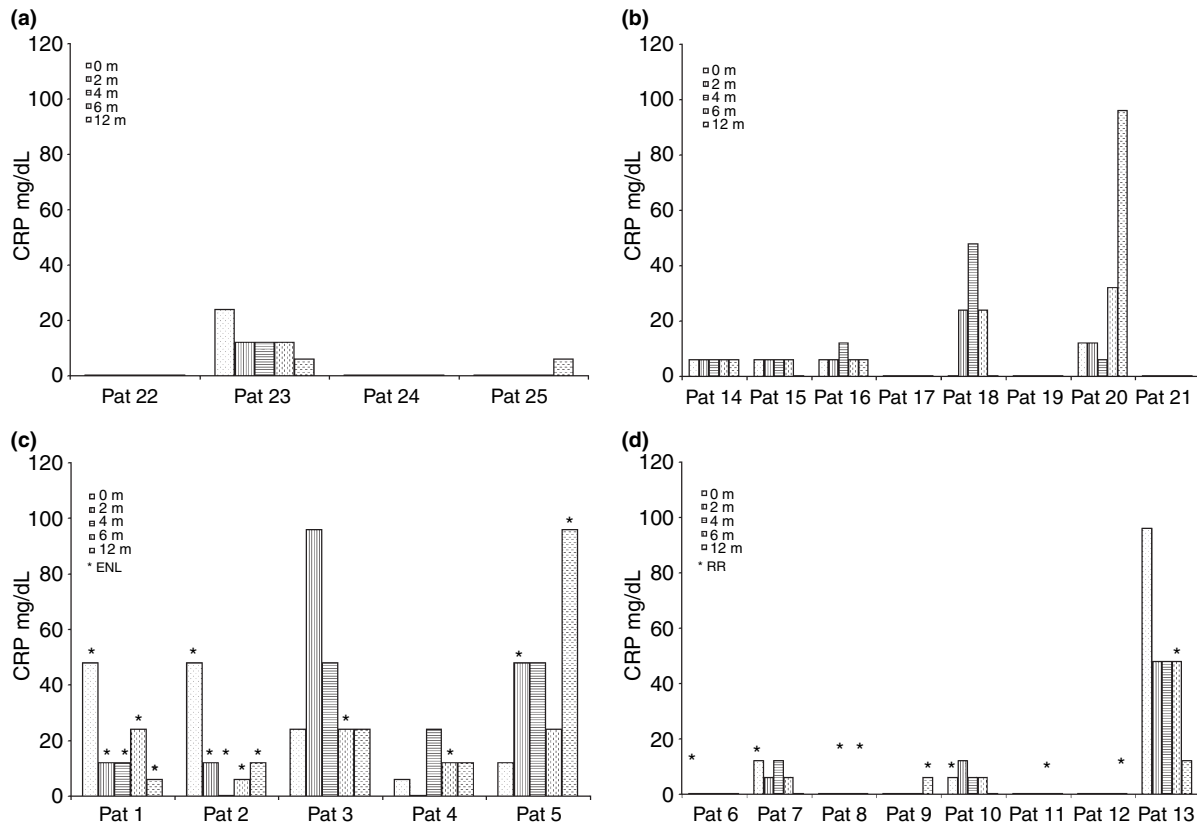 (a)
120
100
80
60
40
20
0
CRP mg/dL
0 m
2 m
4 m
6 m
12 m
Pat 22 Pat 23 Pat 24 Pat 25
(b)
120
100
80
60
40
20
0
CRP mg/dL
0 m
2 m
4 m
6 m
12 m
Pat 14 Pat 15 Pat 16 Pat 17 Pat 18 Pat 19 Pat 20 Pat 21
(c)
120
100
80
60
40
20
0
CRP mg/dL
0 m
2 m
4 m
6 m
12 m
* ENL
* * * * *
* * * * *
*
*
* *
Pat 1 Pat 2 Pat 3 Pat 4 Pat 5
(d)
120
100
80
60
40
20
0
CRP mg/dL
0 m
2 m
4 m
6 m
12 m
* RR
* * * * * * * * *
Pat 6 Pat 7 Pat 8 Pat 9 Pat 10 Pat 11 Pat 12 Pat 13